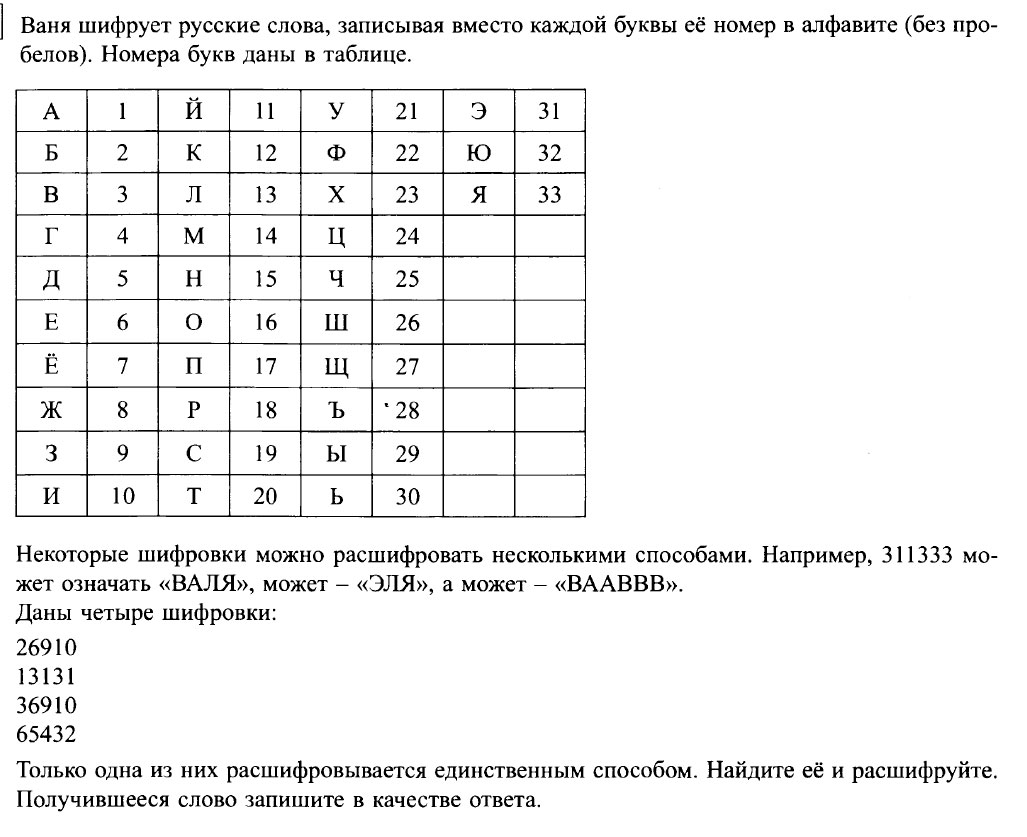 Ваня шифрует русские слова, записывая вместо каждой буквы её номер в алфавите (без про-
белов). Номера букв даны в таблице.
А 1 Й 11 У 21 Э 31
Б 2 К 12 Ф 22 Ю 32
В 3 Л 13 Х 23 Я 33
Г 4 М 14 Ц 24
Д 5 Н 15 Ч 25
Е 6 О 16 Ш 26
Ё 7 П 17 Щ 27
Ж 8 Р 18 Ъ 28
З 9 С 19 Ы 29
И 10 Т 20 Ь 30
Некоторые шифровки можно расшифровать несколькими способами. Например, 311333 мо-
жет означать «ВАЛЯ», может – «ЭЛЯ», а может – «ВААВВВ».
Даны четыре шифровки:
26910
13131
36910
65432
Только одна из них расшифровывается единственным способом. Найдите её и расшифруйте.
Получившееся слово запишите в качестве ответа.